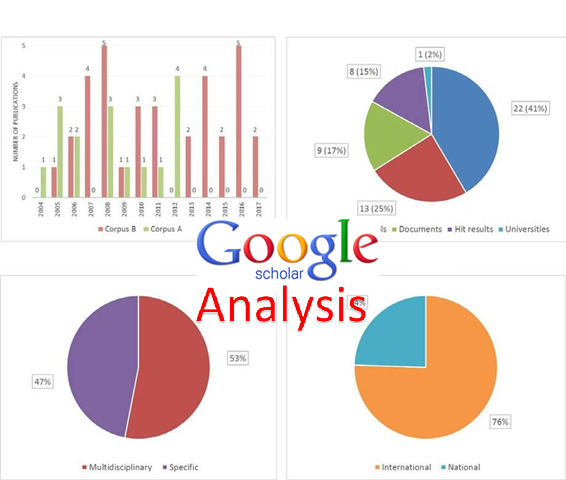 NUMBER OF PUBLICATIONS
5
4
3
2
1
0
0 1 1 3 2 2 4 0 5 3 1 1 3 1 3 1 0 4 2 0 4 0 2 0 5 0 2 0
2004 2005 2006 2007 2008 2009 2010 2011 2012 2013 2014 2015 2016 2017
Corpus B Corpus A
1 (2%)
8 (15%)
22 (41%)
9 (17%)
13 (25%)
ls Documents Hit results Universities
Google
scholar
Analysis
53%
47%
Multidisciplinary Specific
76%
International National